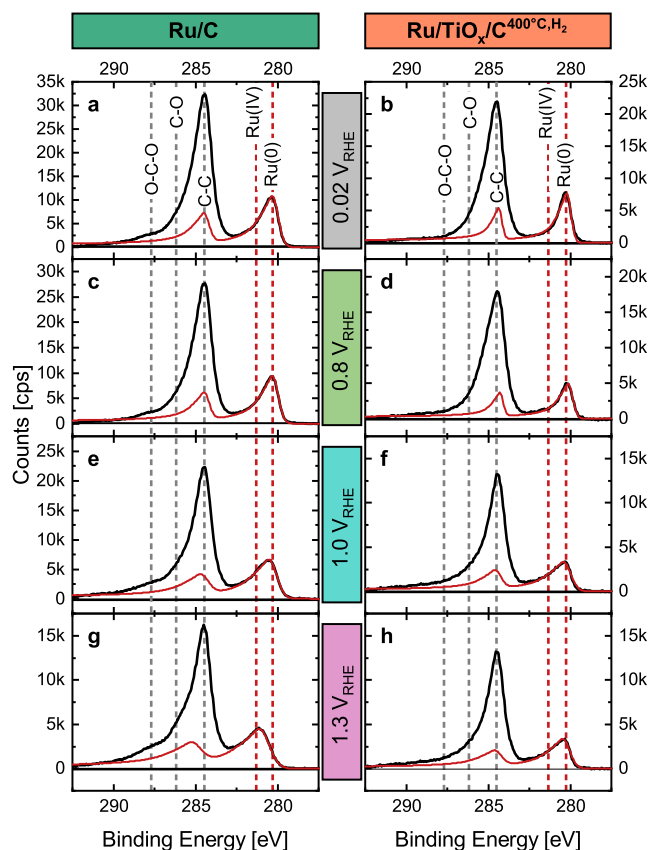 Ru/C
Ru/TiOx/C400°C,H2
290 285 280
290 285 280
35k
30k
25k
20k
15k
10k
5k
0
a
O-C-O
C-O
C-C
Ru(IV)
Ru(0)
0.02 VRHE
b
O-C-O
C-O
C-C
Ru(IV)
Ru(0)
25k
20k
15k
10k
5k
0
30k
25k
20k
15k
10k
5k
0
c
0.8 VRHE
d
20k
15k
10k
5k
0
Counts [cps]
25k
20k
15k
10k
5k
0
e
1.0 VRHE
f
15k
10k
5k
0
15k
10k
5k
0
g
1.3 VRHE
h
15k
10k
5k
0
290 285 280
290 285 280
Binding Energy [eV]
Binding Energy [eV]